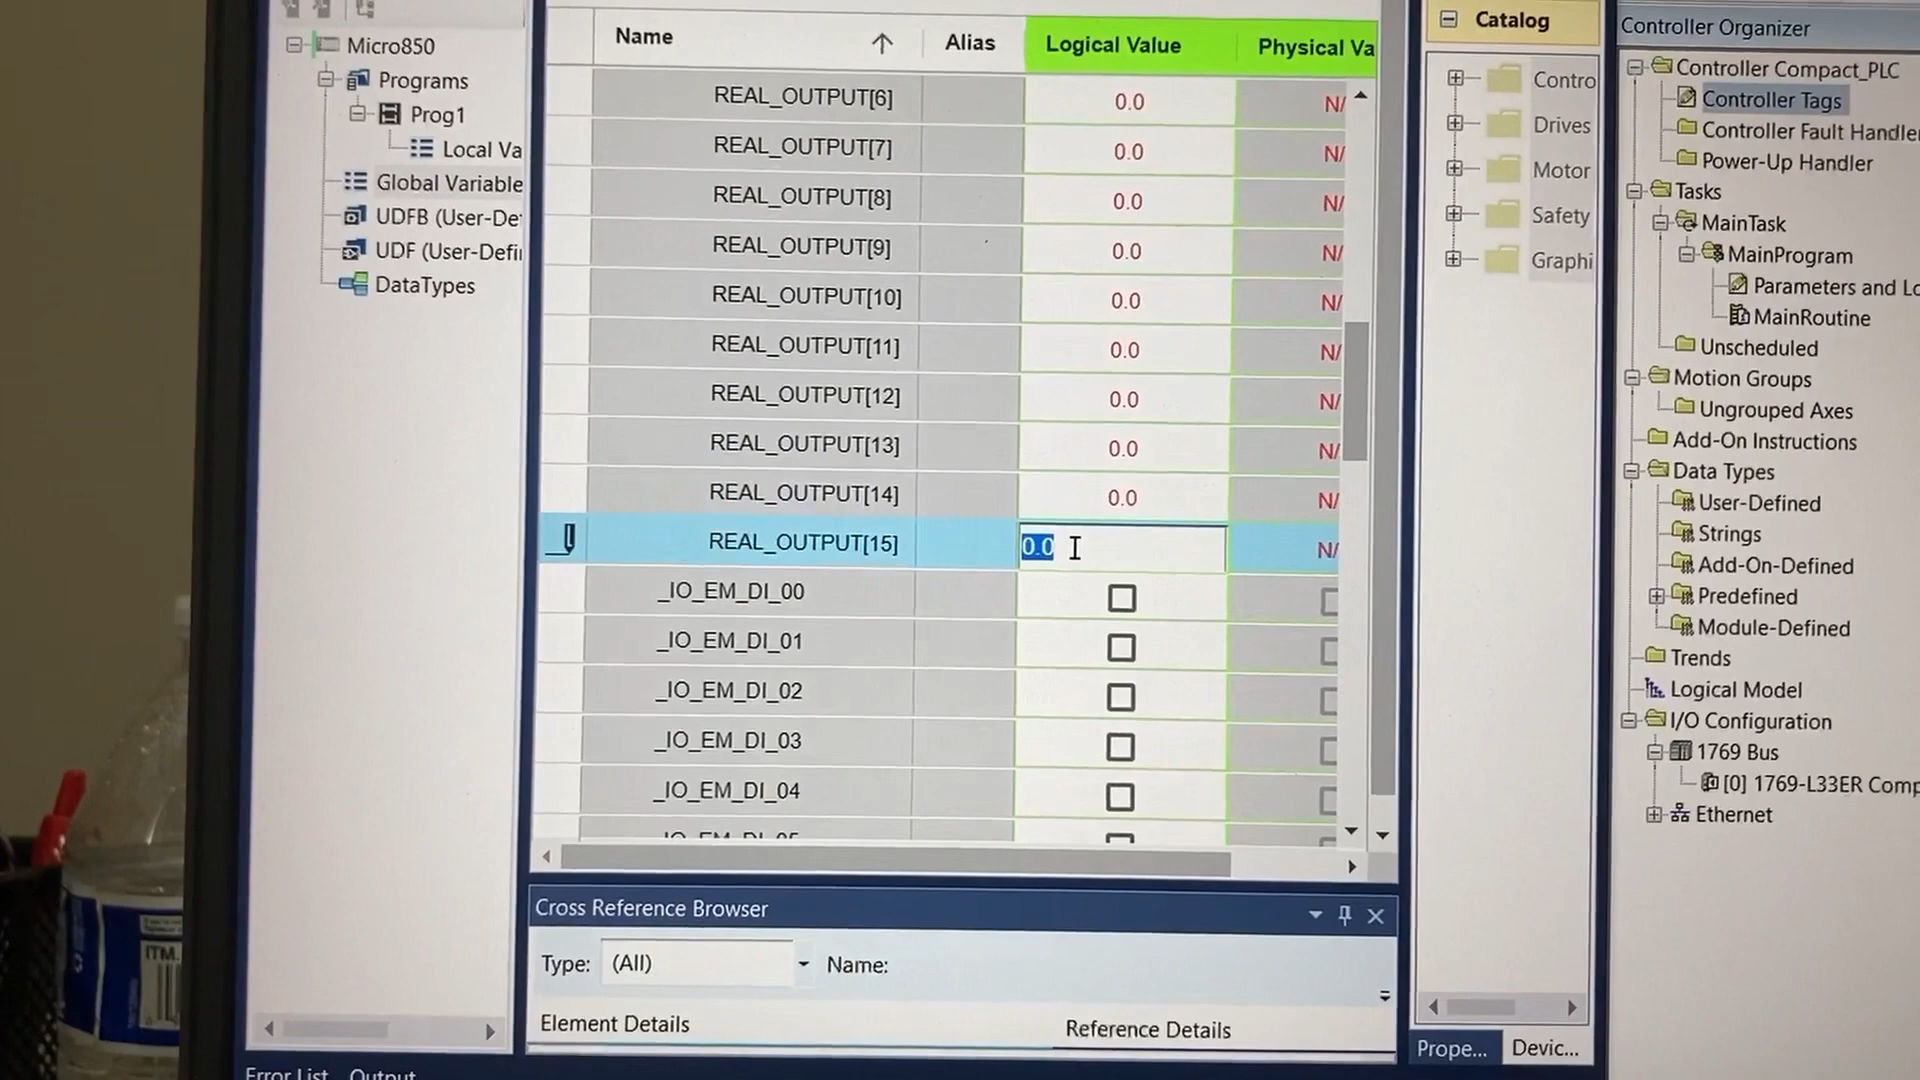 Micro850
Programs
Prog1
Local Va
Global Variable
UDFB (User-De
UDF (User-Defi
DataTypes
Name Alias Logical Value Physical Va
REAL_OUTPUT[6] 0.0 N/
REAL_OUTPUT[7] 0.0 N/
REAL_OUTPUT[8] 0.0 N/
REAL_OUTPUT[9] 0.0 N/
REAL_OUTPUT[10] 0.0 N/
REAL_OUTPUT[11] 0.0 N/
REAL_OUTPUT[12] 0.0 N/
REAL_OUTPUT[13] 0.0 N/
REAL_OUTPUT[14] 0.0 N/
REAL_OUTPUT[15] 0.0 N/
_IO_EM_DI_00
_IO_EM_DI_01
_IO_EM_DI_02
_IO_EM_DI_03
_IO_EM_DI_04
Cross Reference Browser
Type: (All) Name:
Element Details Reference Details
Error List Output
Catalog
Contro
Drives
Motor
Safety
Graphi
Prope... Devic...
Controller Organizer
Controller Compact_PLC
Controller Tags
Controller Fault Handler
Power-Up Handler
Tasks
MainTask
MainProgram
Parameters and Lo
MainRoutine
Unscheduled
Motion Groups
Ungrouped Axes
Add-On Instructions
Data Types
User-Defined
Strings
Add-On-Defined
Predefined
Module-Defined
Trends
Logical Model
I/O Configuration
1769 Bus
[0] 1769-L33ER Comp
Ethernet
ITM.